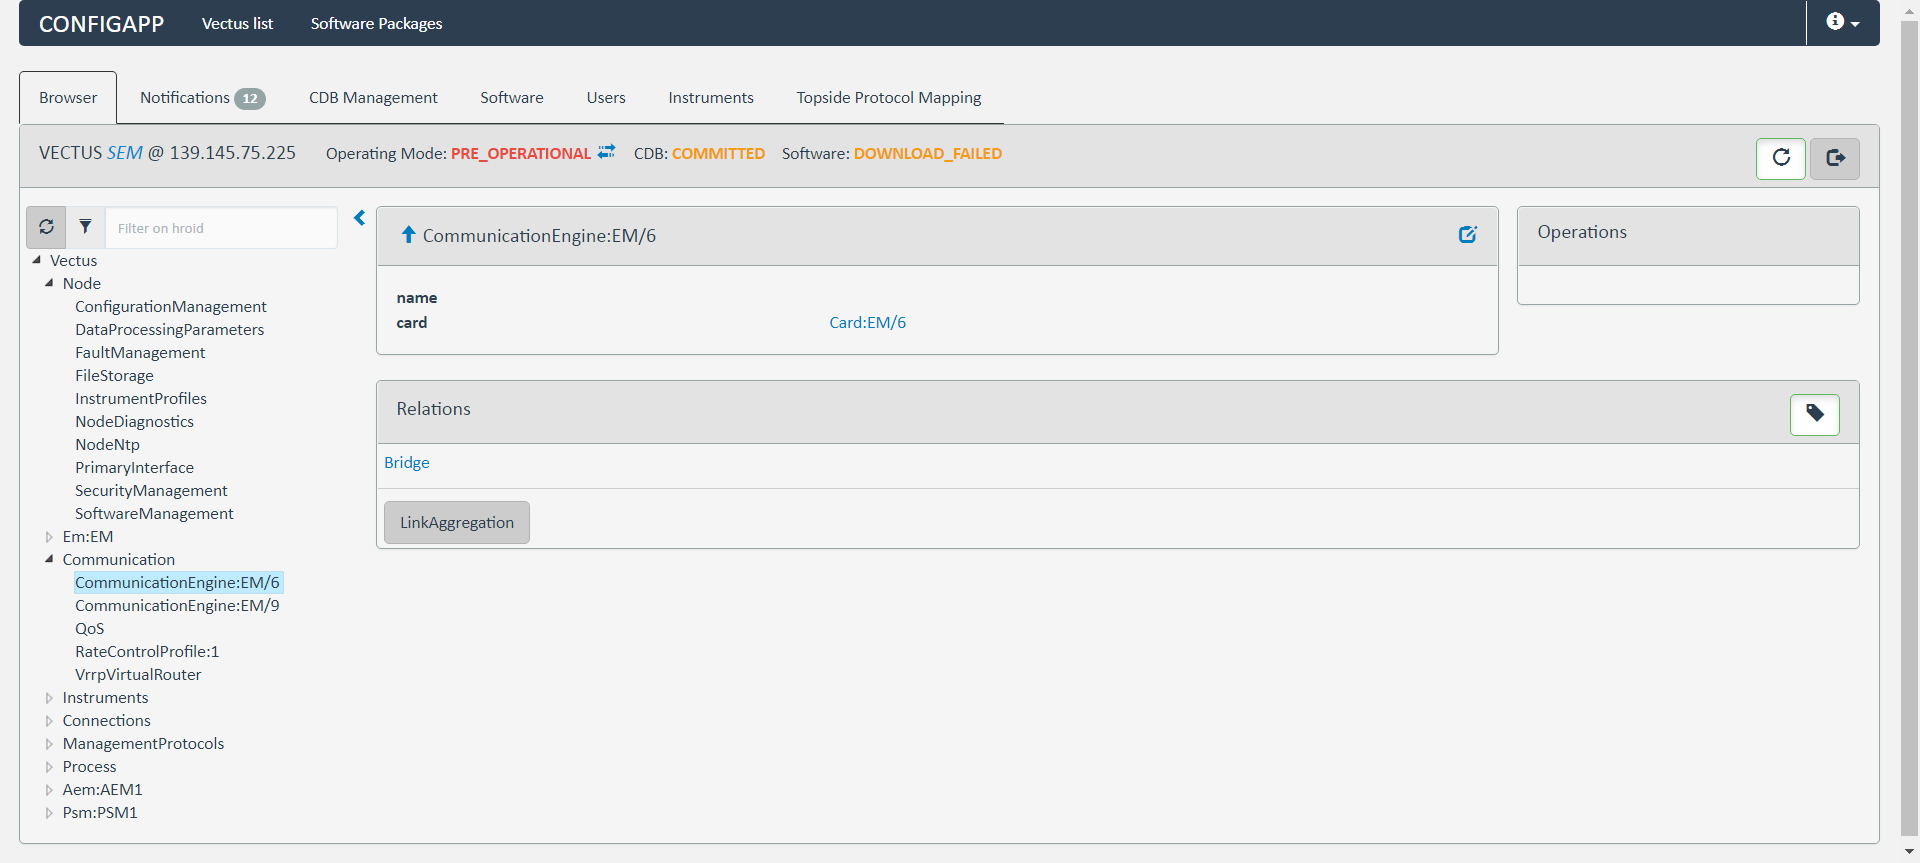 CONFIGAPP Vectus list Software Packages
Browser Notifications 12 CDB Management Software Users Instruments Topside Protocol Mapping
VECTUS SEM @ 139.145.75.225 Operating Mode: PRE_OPERATIONAL CDB: COMMITTED Software: DOWNLOAD_FAILED
Filter on hroid
Vectus
Node
ConfigurationManagement
DataProcessingParameters
FaultManagement
FileStorage
InstrumentProfiles
NodeDiagnostics
NodeNtp
PrimaryInterface
SecurityManagement
SoftwareManagement
Em:EM
Communication
CommunicationEngine:EM/6
CommunicationEngine:EM/9
QoS
RateControlProfile:1
VrrpVirtualRouter
Instruments
Connections
ManagementProtocols
Process
Aem:AEM1
Psm:PSM1
CommunicationEngine:EM/6
name
card Card:EM/6
Operations
Relations
Bridge
LinkAggregation